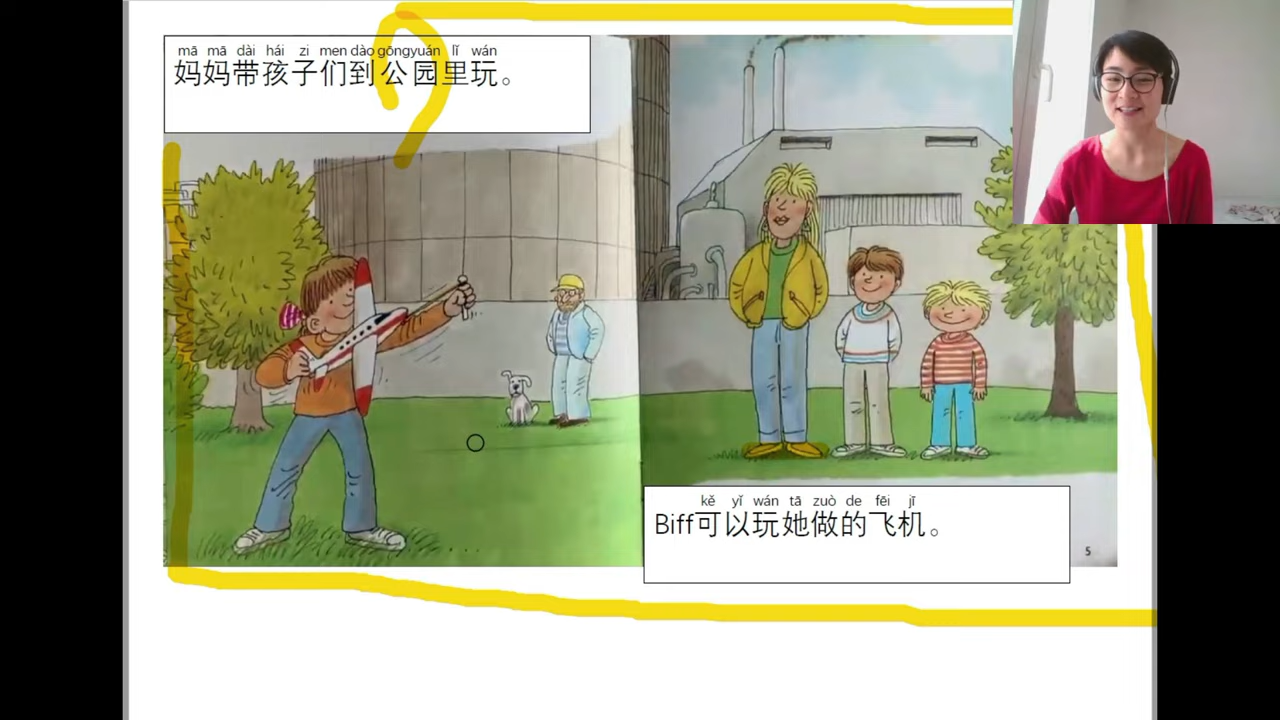 mā mā dài hái zi men dào gōngyuán lǐ wán
妈妈带孩子们到公园里玩。
kě yǐ wán tā zuò de fēi jī
Biff可以玩她做的飞机。
5